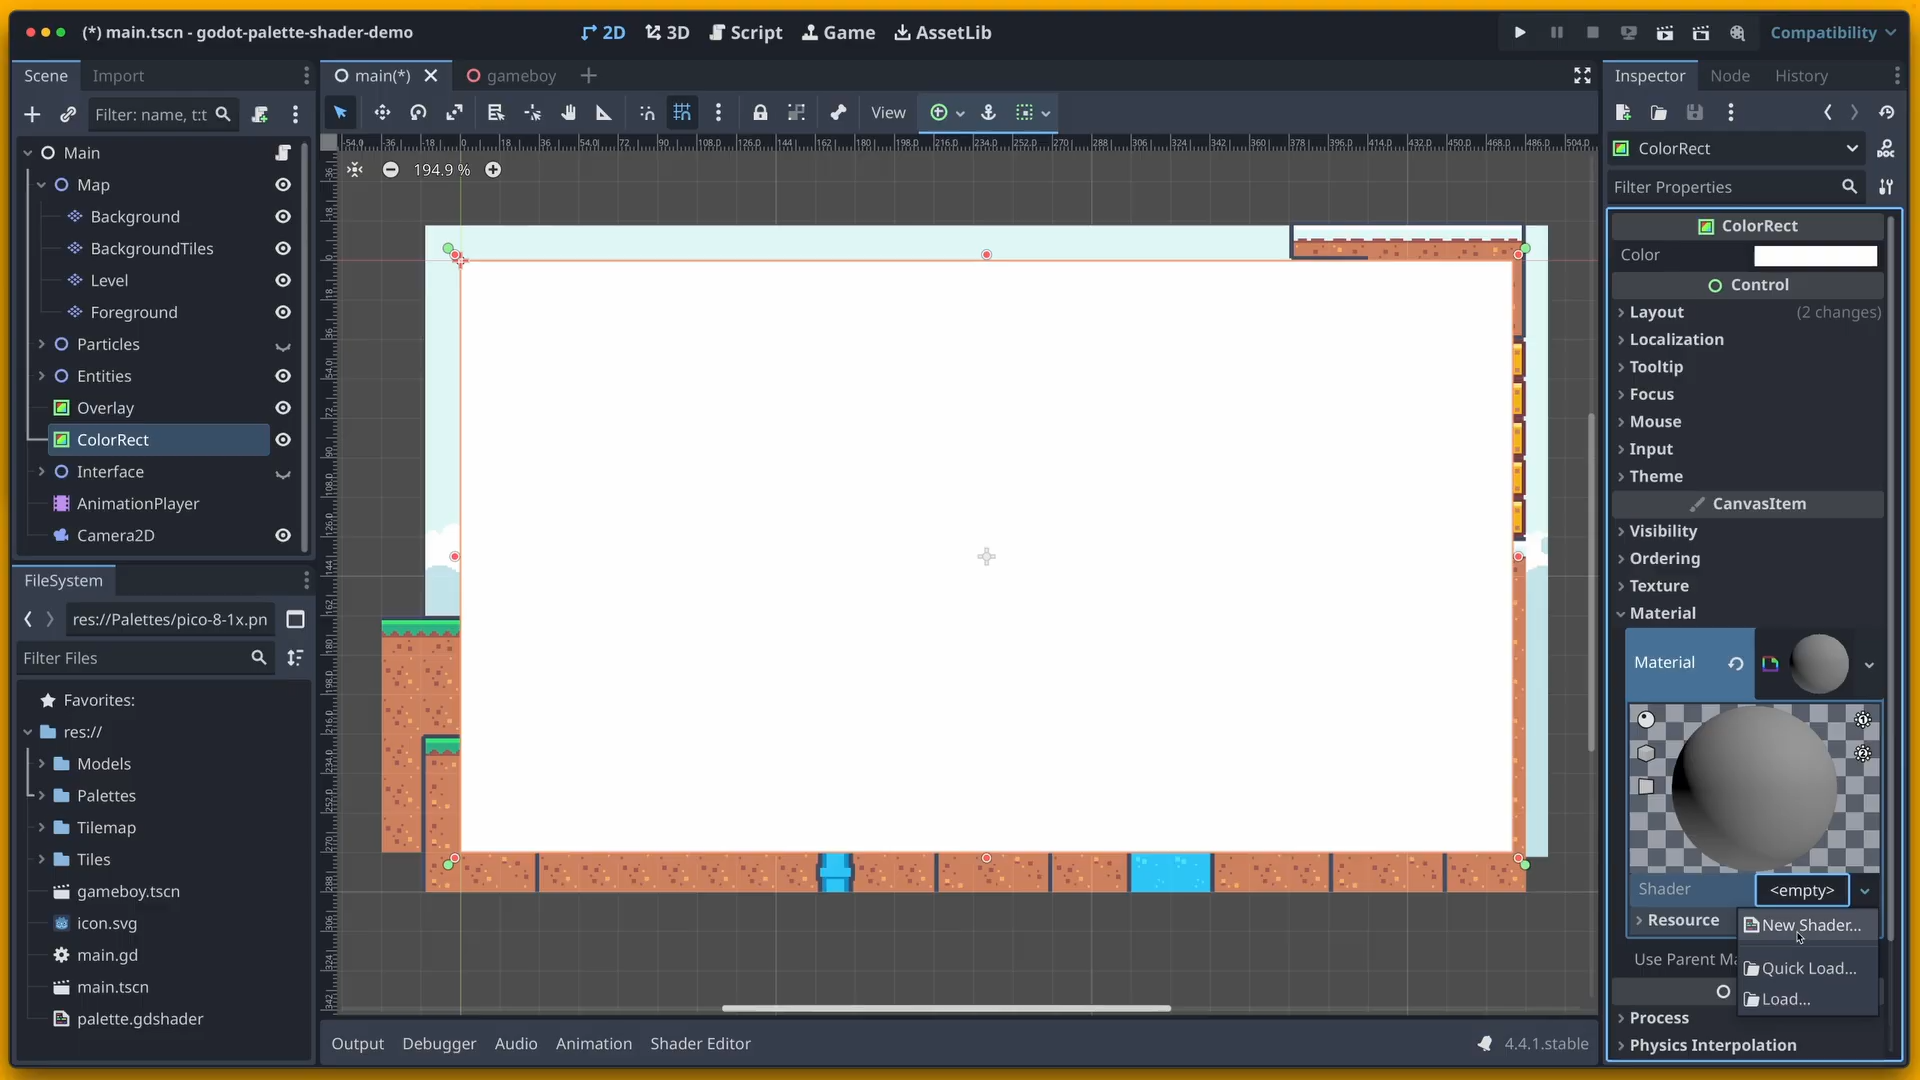 (*) main.tscn - godot-palette-shader-demo
2D 3D Script Game AssetLib
Compatibility
Scene Import
Filter: name, t:t
Main
Map
Background
BackgroundTiles
Level
Foreground
Particles
Entities
Overlay
ColorRect
Interface
AnimationPlayer
Camera2D
FileSystem
res://Palettes/pico-8-1x.pn
Filter Files
Favorites:
res://
Models
Palettes
Tilemap
Tiles
gameboy.tscn
icon.svg
main.gd
main.tscn
palette.gdshader
main(*) gameboy
View
194.9 %
Output Debugger Audio Animation Shader Editor
4.4.1.stable
Inspector Node History
ColorRect
DOC
Filter Properties
ColorRect
Color
Control
Layout (2 changes)
Localization
Tooltip
Focus
Mouse
Input
Theme
CanvasItem
Visibility
Ordering
Texture
Material
Material
Shader <empty>
Resource
New Shader...
Quick Load...
Load...
Use Parent Ma
Process
Physics Interpolation